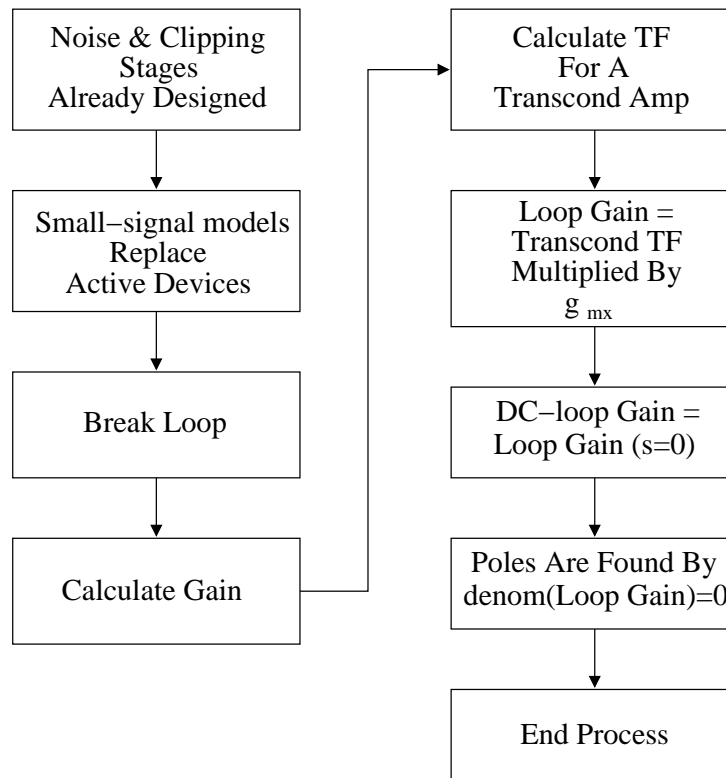 Noise & Clipping
Stages
Already Designed
Small−signal models
Replace
Active Devices
Break Loop
Calculate Gain
Calculate TF
For A
Transcond Amp
Loop Gain =
Transcond TF
Multiplied By
g mx
DC−loop Gain =
Loop Gain (s=0)
Poles Are Found By
denom(Loop Gain)=0
End Process